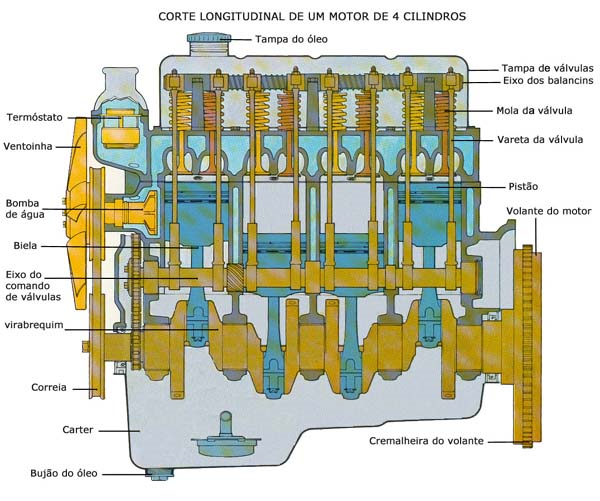 CORTE LONGITUDINAL DE UM MOTOR DE 4 CILINDROS
Tampa do óleo
Tampa de válvulas
Eixo dos balancins
Mola da válvula
Termóstato
Vareta da válvula
Ventoinha
Pistão
Bomba
de água
Volante do motor
Biela
Eixo do
comando
de válvulas
virabrequim
Correia
Carter
Cremalheira do volante
Bujão do óleo